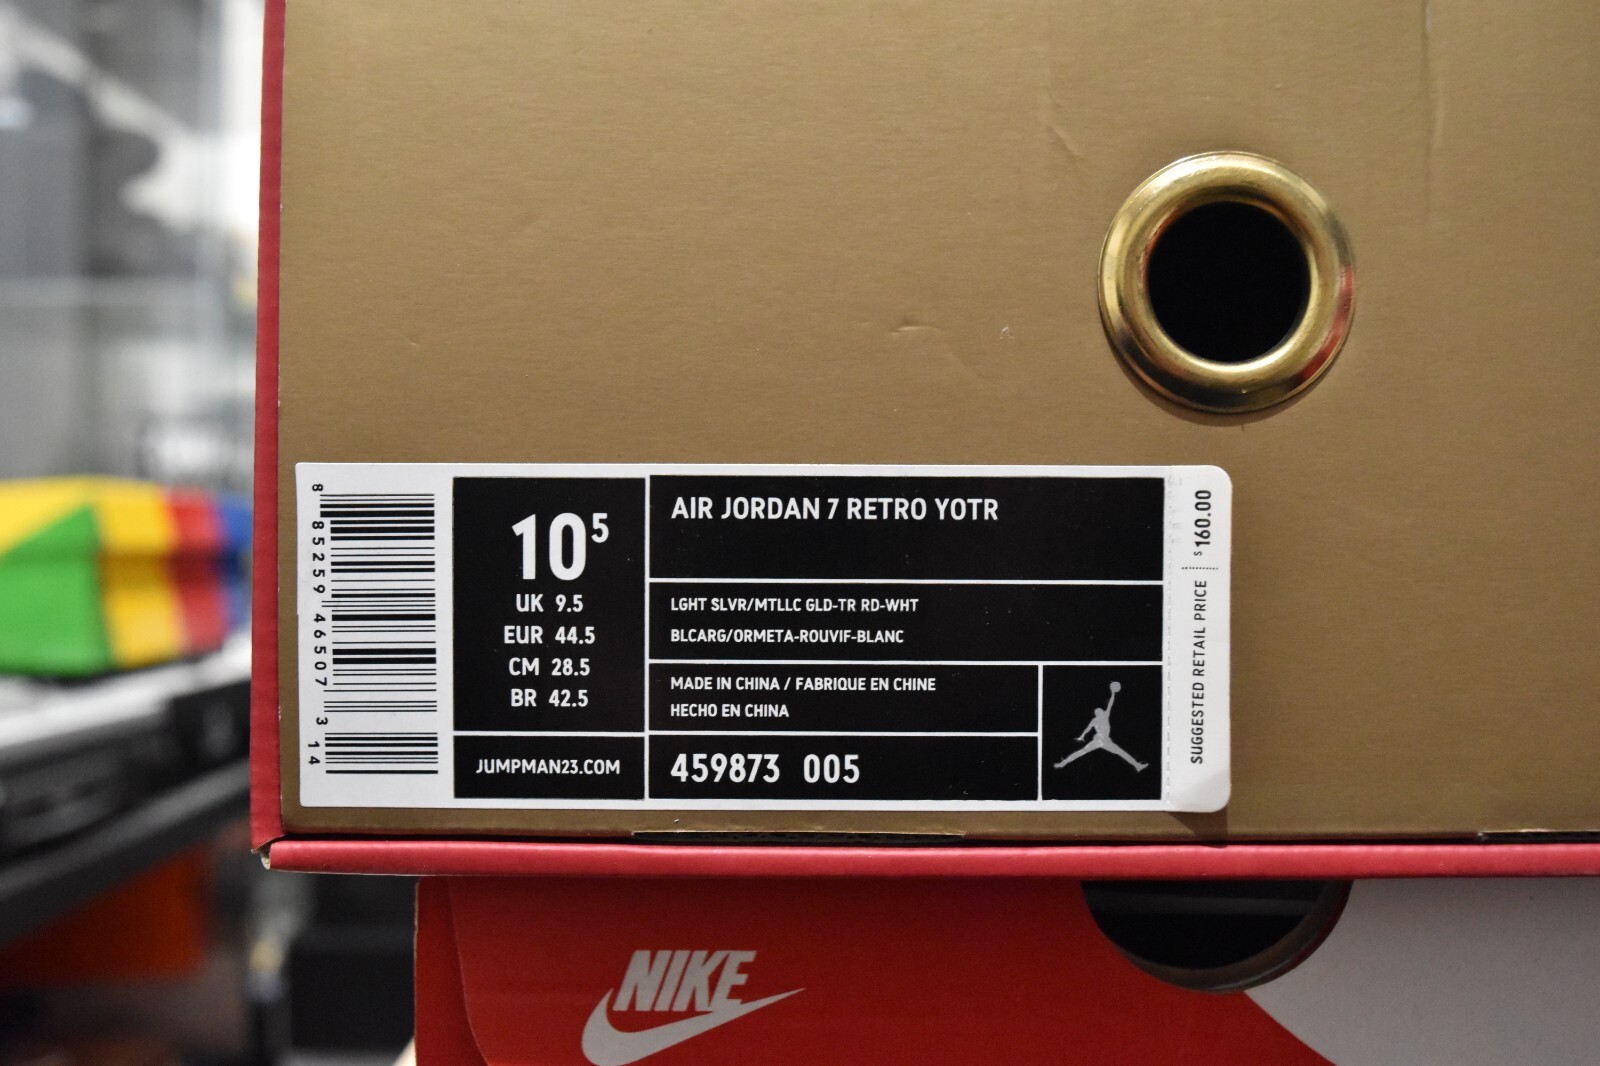 8 85259 46507 3 14
10⁵
UK 9.5
EUR 44.5
CM 28.5
BR 42.5
JUMPMAN23.COM
AIR JORDAN 7 RETRO YOTR
LGHT SLVR/MTLLC GLD-TR RD-WHT
BLCARG/ORMETA-ROUVIF-BLANC
MADE IN CHINA / FABRIQUE EN CHINE
HECHO EN CHINA
459873 005
SUGGESTED RETAIL PRICE $160.00
NIKE